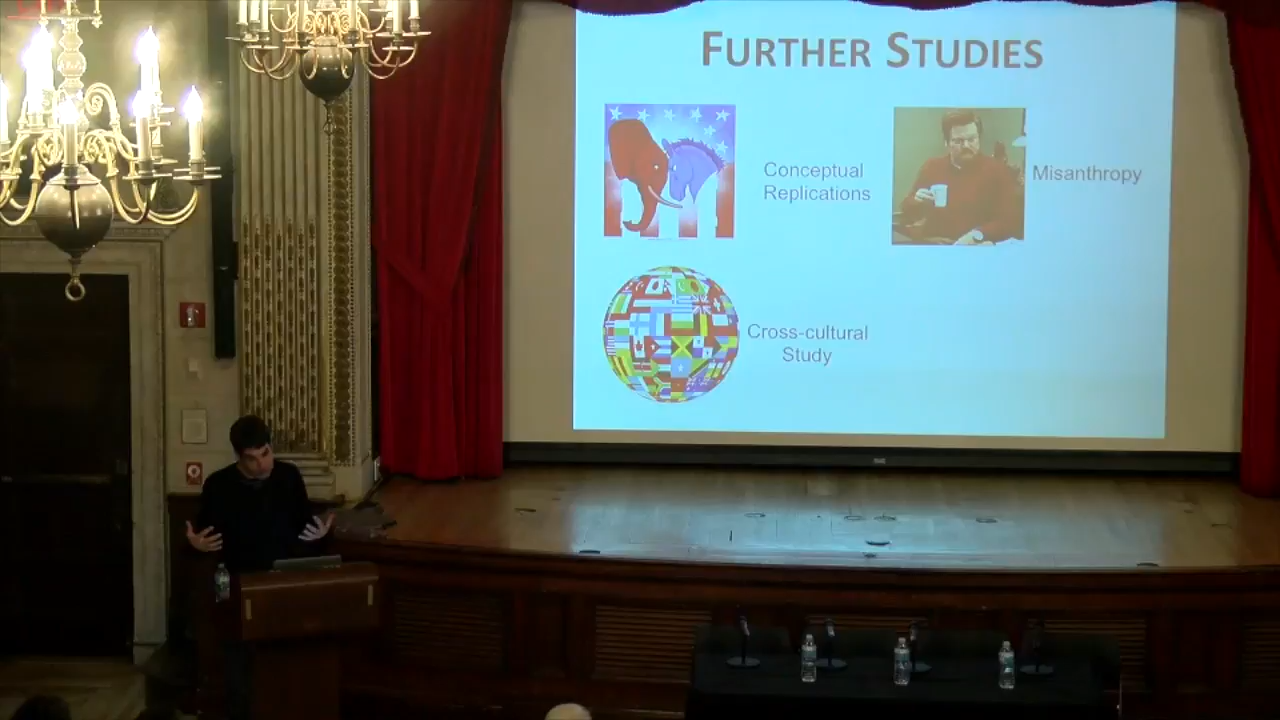 FURTHER STUDIES
Conceptual
Replications
Misanthropy
Cross-cultural
Study